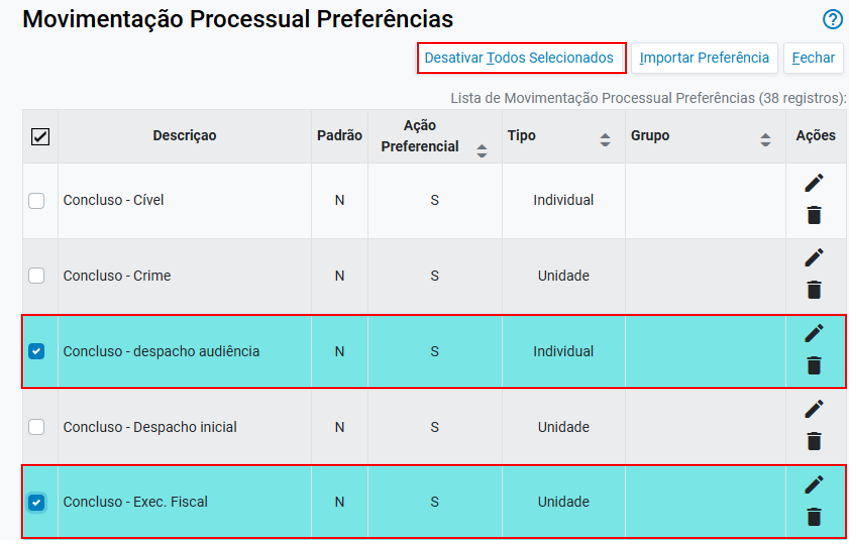 Movimentação Processual Preferências
?
Desativar Todos Selecionados Importar Preferência Fechar
Lista de Movimentação Processual Preferências (38 registros):
Descriçao Padrão Ação Preferencial Tipo Grupo Ações
Concluso - Cível N S Individual
Concluso - Crime N S Unidade
Concluso - despacho audiência N S Individual
Concluso - Despacho inicial N S Unidade
Concluso - Exec. Fiscal N S Unidade